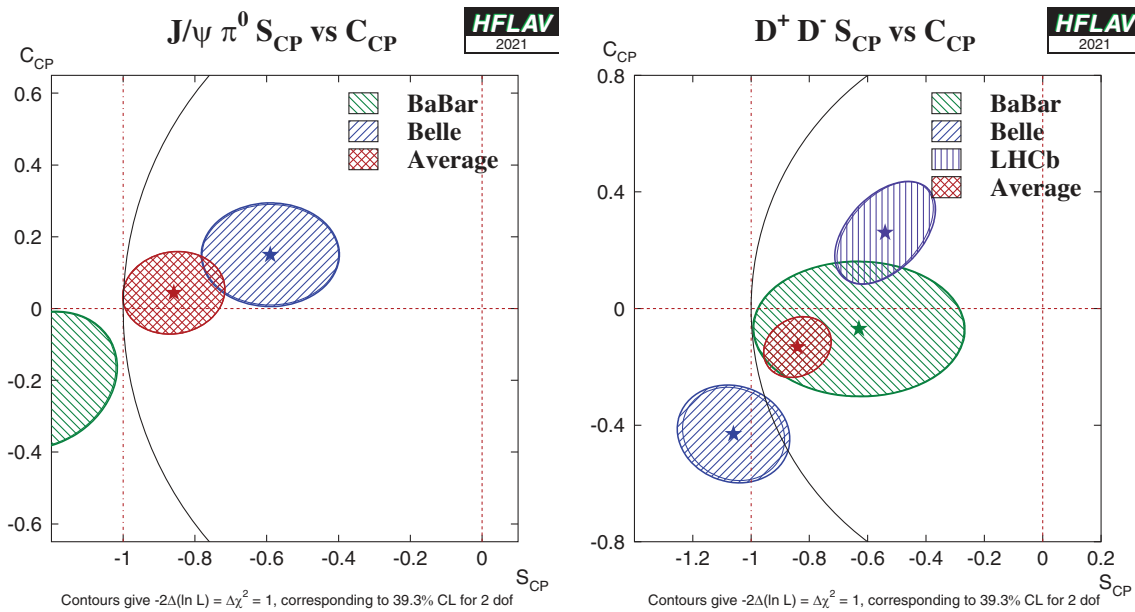 J/ψ π⁰ S_CP vs C_CP
HFLAV
2021
C_CP
BaBar
Belle
Average
0.6
0.4
0.2
0
-0.2
-0.4
-0.6
-1 -0.8 -0.6 -0.4 -0.2 0
S_CP
Contours give -2Δ(ln L) = Δχ² = 1, corresponding to 39.3% CL for 2 dof
D⁺ D⁻ S_CP vs C_CP
HFLAV
2021
C_CP
BaBar
Belle
LHCb
Average
0.8
0.4
0
-0.4
-0.8
-1.2 -1 -0.8 -0.6 -0.4 -0.2 0 0.2
S_CP
Contours give -2Δ(ln L) = Δχ² = 1, corresponding to 39.3% CL for 2 dof